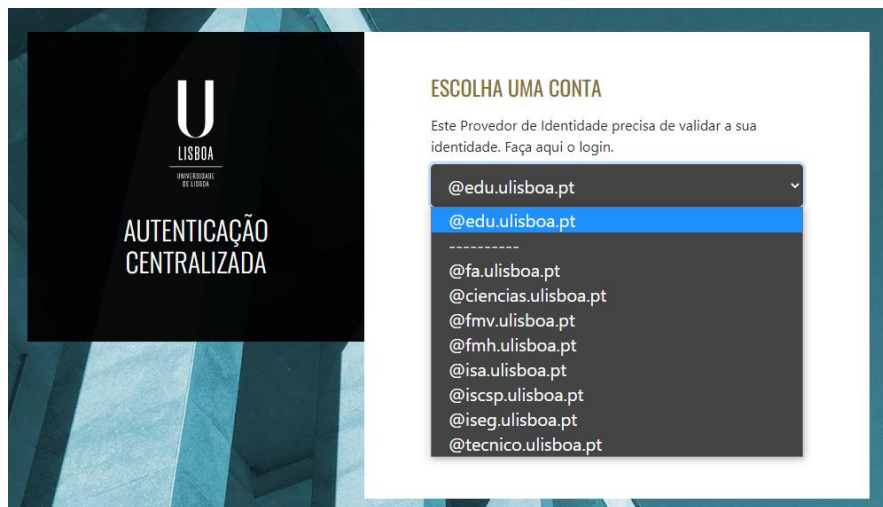 U
LISBOA
UNIVERSIDADE
DE LISBOA
AUTENTICAÇÃO
CENTRALIZADA
ESCOLHA UMA CONTA
Este Provedor de Identidade precisa de validar a sua
identidade. Faça aqui o login.
@edu.ulisboa.pt
@edu.ulisboa.pt
----------
@fa.ulisboa.pt
@ciencias.ulisboa.pt
@fmv.ulisboa.pt
@fmh.ulisboa.pt
@isa.ulisboa.pt
@iscsp.ulisboa.pt
@iseg.ulisboa.pt
@tecnico.ulisboa.pt